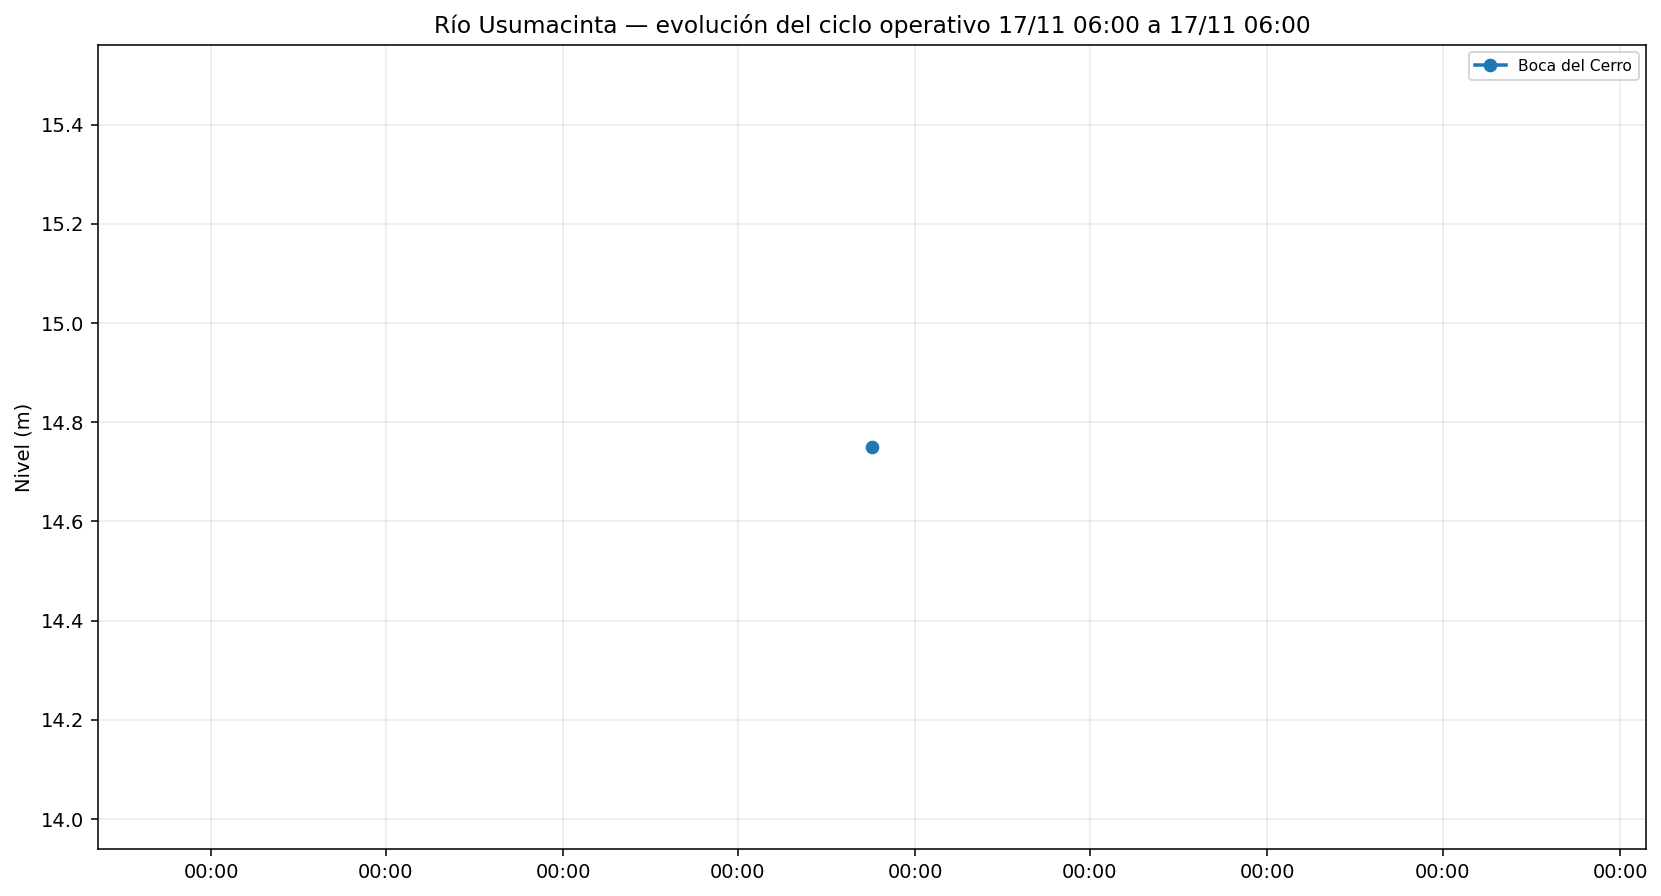 Río Usumacinta — evolución del ciclo operativo 17/11 06:00 a 17/11 06:00
Boca del Cerro
Nivel (m)
15.4
15.2
15.0
14.8
14.6
14.4
14.2
14.0
00:00 00:00 00:00 00:00 00:00 00:00 00:00 00:00 00:00